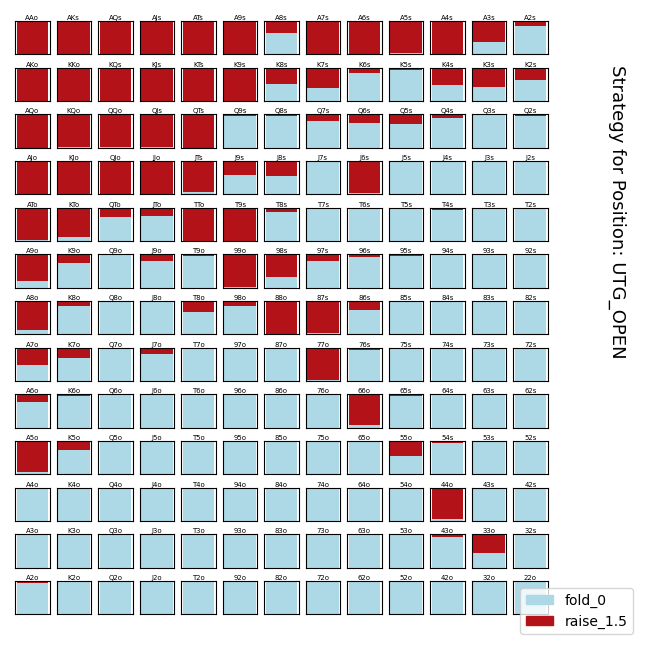 AAo AKs AQs AJs ATs A9s A8s A7s A6s A5s A4s A3s A2s
AKo KKo KQs KJs KTs K9s K8s K7s K6s K5s K4s K3s K2s
AQo KQo QQo QJs QTs Q9s Q8s Q7s Q6s Q5s Q4s Q3s Q2s
AJo KJo QJo JJo JTs J9s J8s J7s J6s J5s J4s J3s J2s
ATo KTo QTo JTo TTo T9s T8s T7s T6s T5s T4s T3s T2s
A9o K9o Q9o J9o T9o 99o 98s 97s 96s 95s 94s 93s 92s
A8o K8o Q8o J8o T8o 98o 88o 87s 86s 85s 84s 83s 82s
A7o K7o Q7o J7o T7o 97o 87o 77o 76s 75s 74s 73s 72s
A6o K6o Q6o J6o T6o 96o 86o 76o 66o 65s 64s 63s 62s
A5o K5o Q5o J5o T5o 95o 85o 75o 65o 55o 54s 53s 52s
A4o K4o Q4o J4o T4o 94o 84o 74o 64o 54o 44o 43s 42s
A3o K3o Q3o J3o T3o 93o 83o 73o 63o 53o 43o 33o 32s
A2o K2o Q2o J2o T2o 92o 82o 72o 62o 52o 42o 32o 22o
Strategy for Position: UTG_OPEN
fold_0
raise_1.5